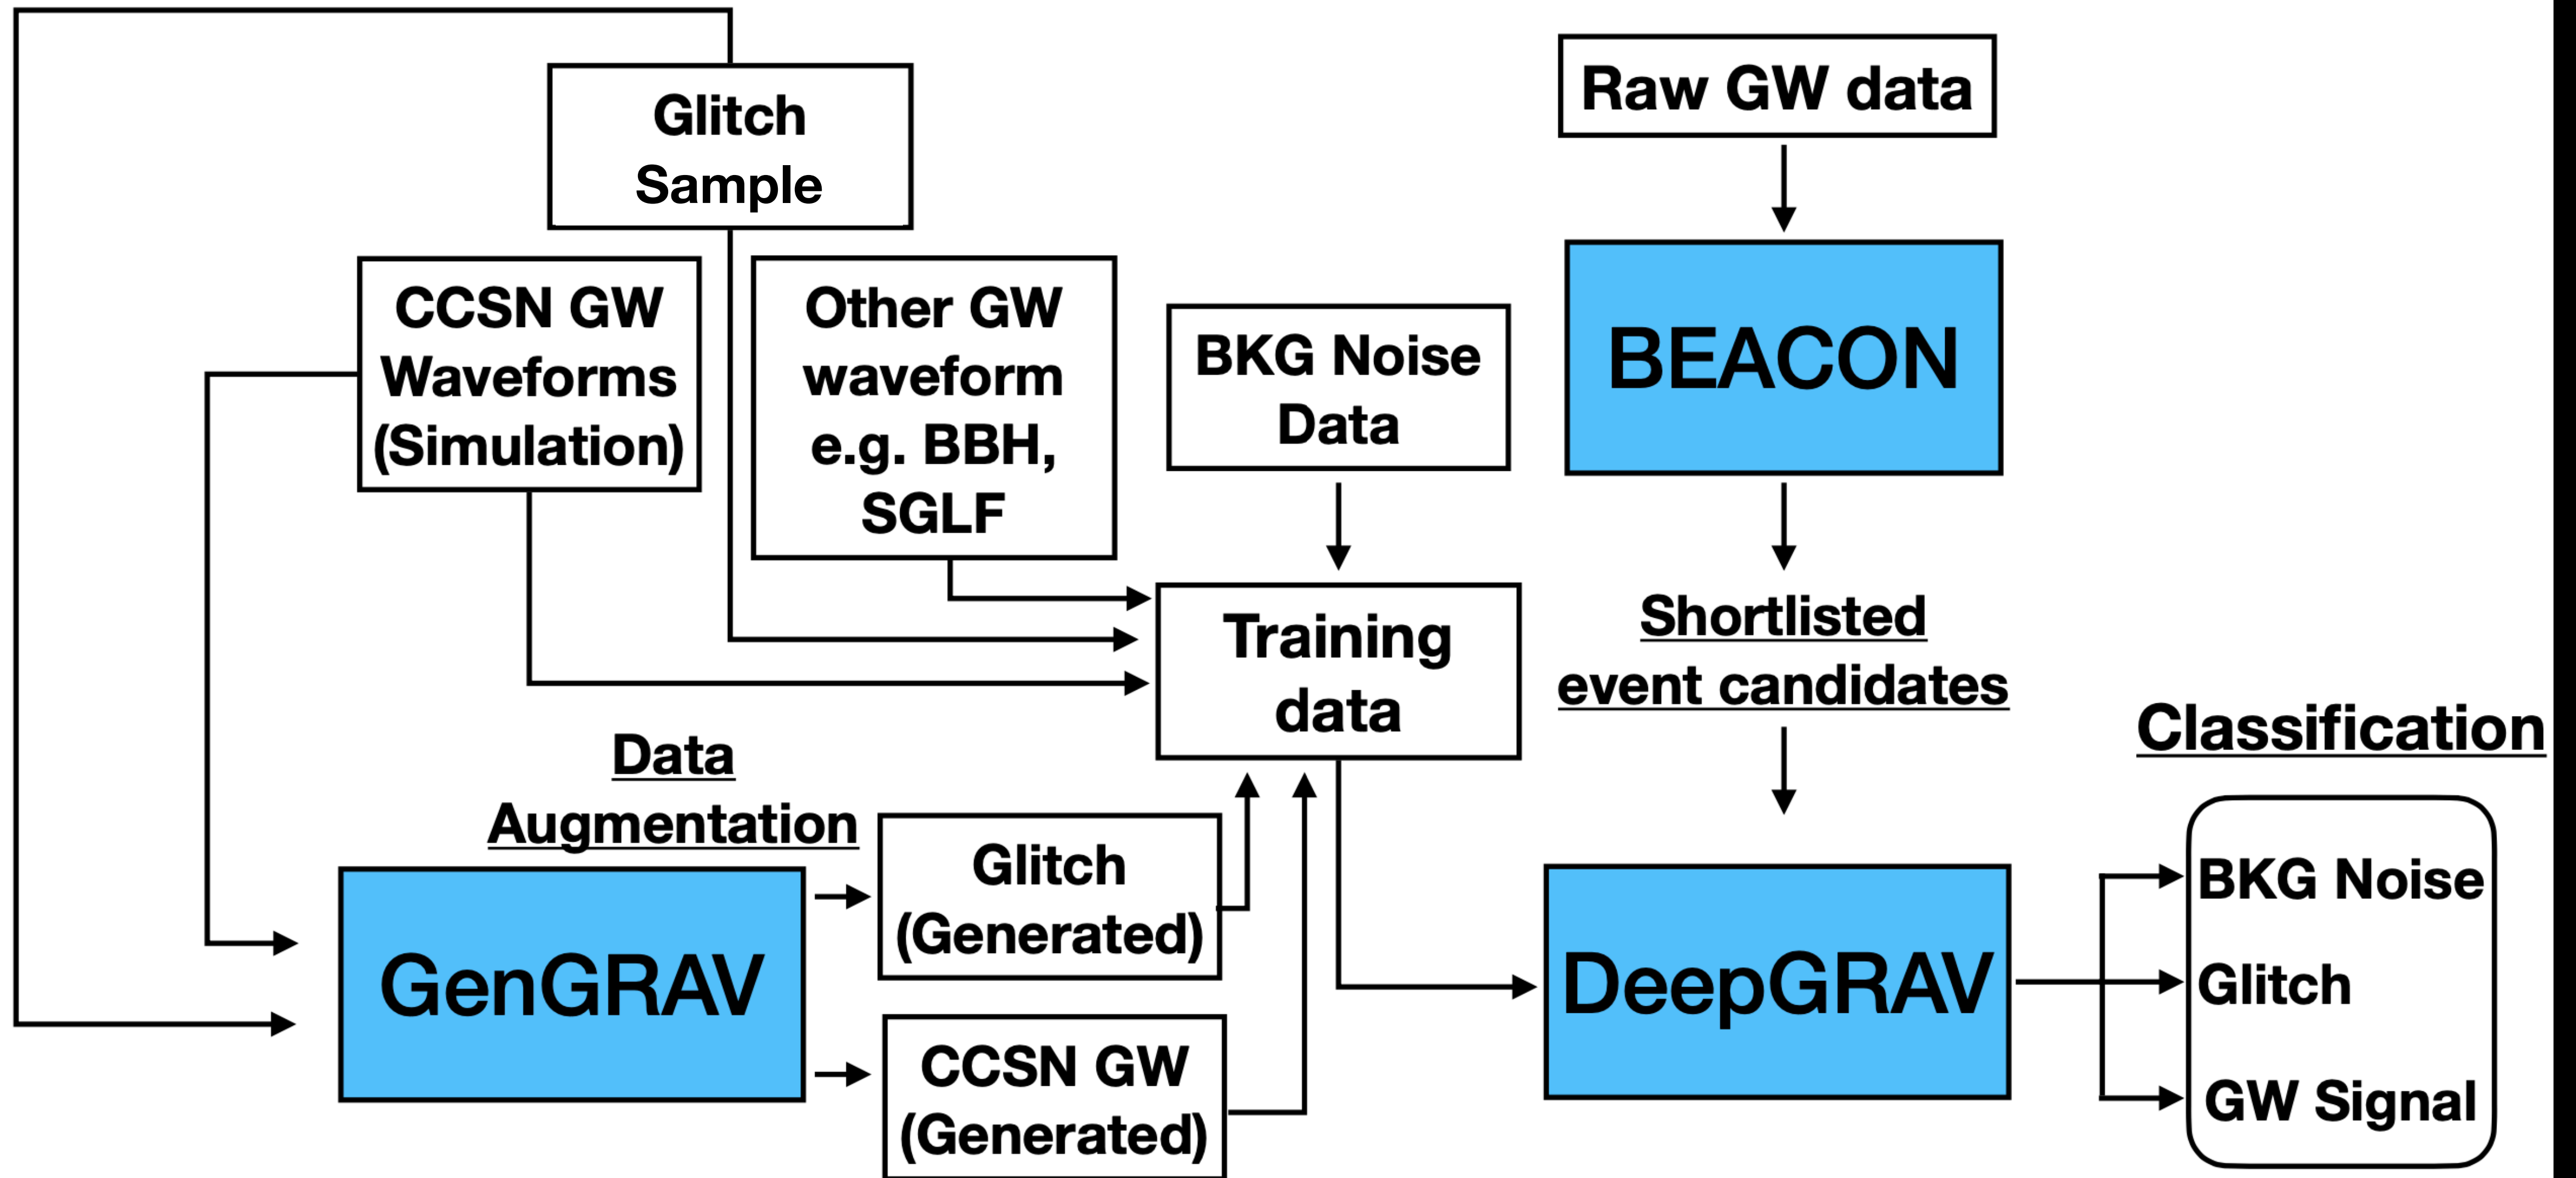 Glitch
Sample
CCSN GW
Waveforms
(Simulation)
Other GW
waveform
e.g. BBH,
SGLF
BKG Noise
Data
Training
data
Data
Augmentation
GenGRAV
Glitch
(Generated)
CCSN GW
(Generated)
Raw GW data
BEACON
Shortlisted
event candidates
DeepGRAV
Classification
BKG Noise
Glitch
GW Signal